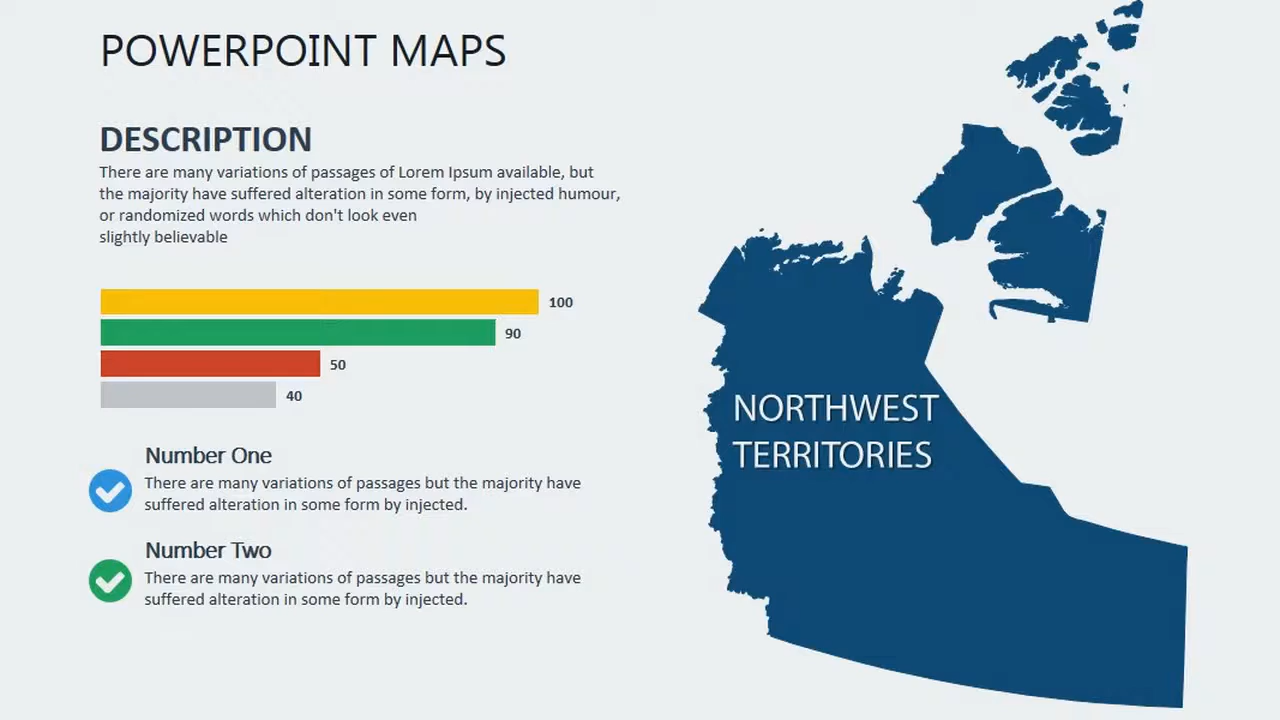 POWERPOINT MAPS
DESCRIPTION
There are many variations of passages of Lorem Ipsum available, but
the majority have suffered alteration in some form, by injected humour,
or randomized words which don't look even
slightly believable
100
90
50
40
Number One
There are many variations of passages but the majority have
suffered alteration in some form by injected.
Number Two
There are many variations of passages but the majority have
suffered alteration in some form by injected.
NORTHWEST
TERRITORIES